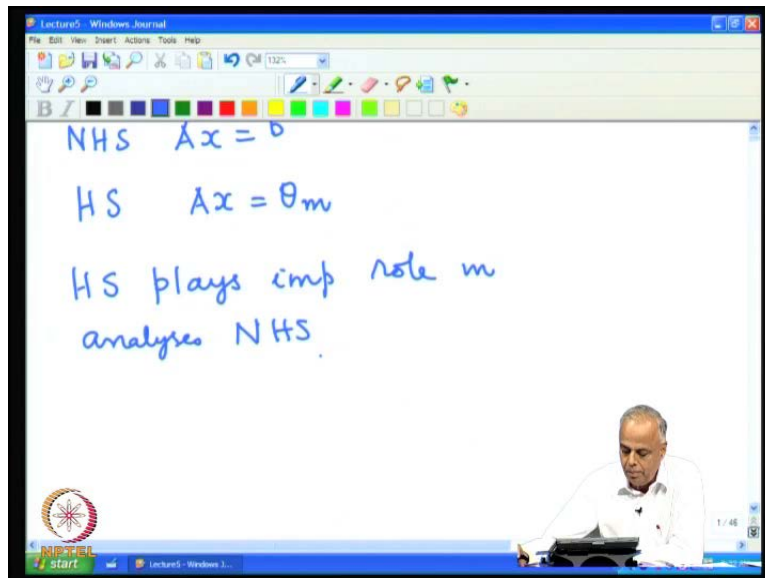 Lecture5 - Windows Journal
File Edit View Insert Actions Tools Help
132%
B I
NHS Ax = b
HS Ax = θm
HS plays imp role in
analyses NHS.
1 / 46
NPTEL
start Lecture5 - Windows J...